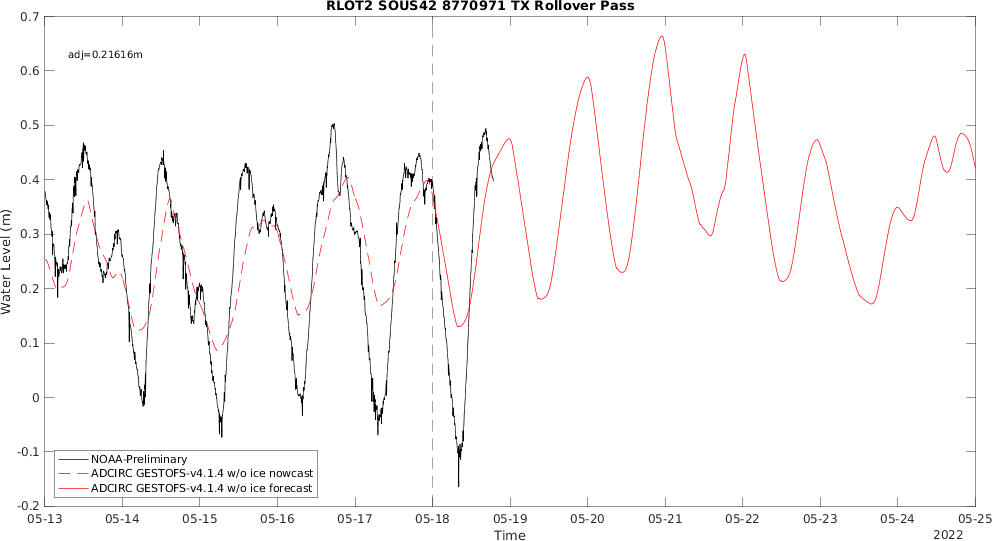 RLOT2 SOUS42 8770971 TX Rollover Pass
adj=0.21616m
Water Level (m)
0.7
0.6
0.5
0.4
0.3
0.2
0.1
0
-0.1
-0.2
NOAA-Preliminary
ADCIRC GESTOFS-v4.1.4 w/o ice nowcast
ADCIRC GESTOFS-v4.1.4 w/o ice forecast
05-13 05-14 05-15 05-16 05-17 05-18 05-19 05-20 05-21 05-22 05-23 05-24 05-25
Time
2022